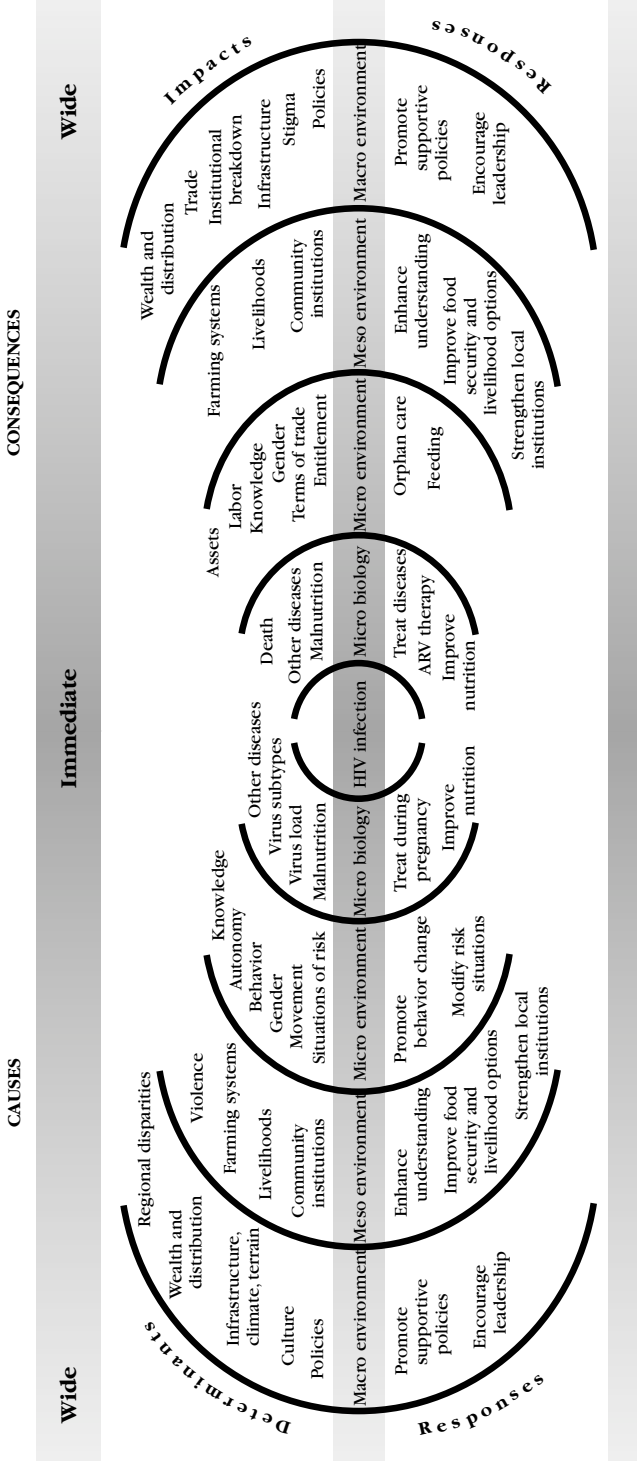 CAUSES
CONSEQUENCES
Wide
Immediate
Wide
Determinants
Regional disparities
Wealth and
distribution
Infrastructure,
climate, terrain
Culture
Policies
Macro environment
Promote
supportive
policies
Encourage
leadership
Responses
Violence
Farming systems
Livelihoods
Community
institutions
Meso environment
Enhance
understanding
Improve food
security and
livelihood options
Strengthen local
institutions
Knowledge
Autonomy
Behavior
Gender
Movement
Situations of risk
Micro environment
Promote
behavior change
Modify risk
situations
Other diseases
Virus subtypes
Virus load
Malnutrition
Micro biology
Treat during
pregnancy
Improve
nutrition
HIV infection
Death
Other diseases
Malnutrition
Micro biology
Treat diseases
ARV therapy
Improve
nutrition
Assets
Labor
Knowledge
Gender
Terms of trade
Entitlement
Micro environment
Orphan care
Feeding
Farming systems
Livelihoods
Community
institutions
Meso environment
Enhance
understanding
Improve food
security and
livelihood options
Strengthen local
institutions
Impacts
Wealth and
distribution
Trade
Institutional
breakdown
Infrastructure
Stigma
Policies
Macro environment
Promote
supportive
policies
Encourage
leadership
Responses